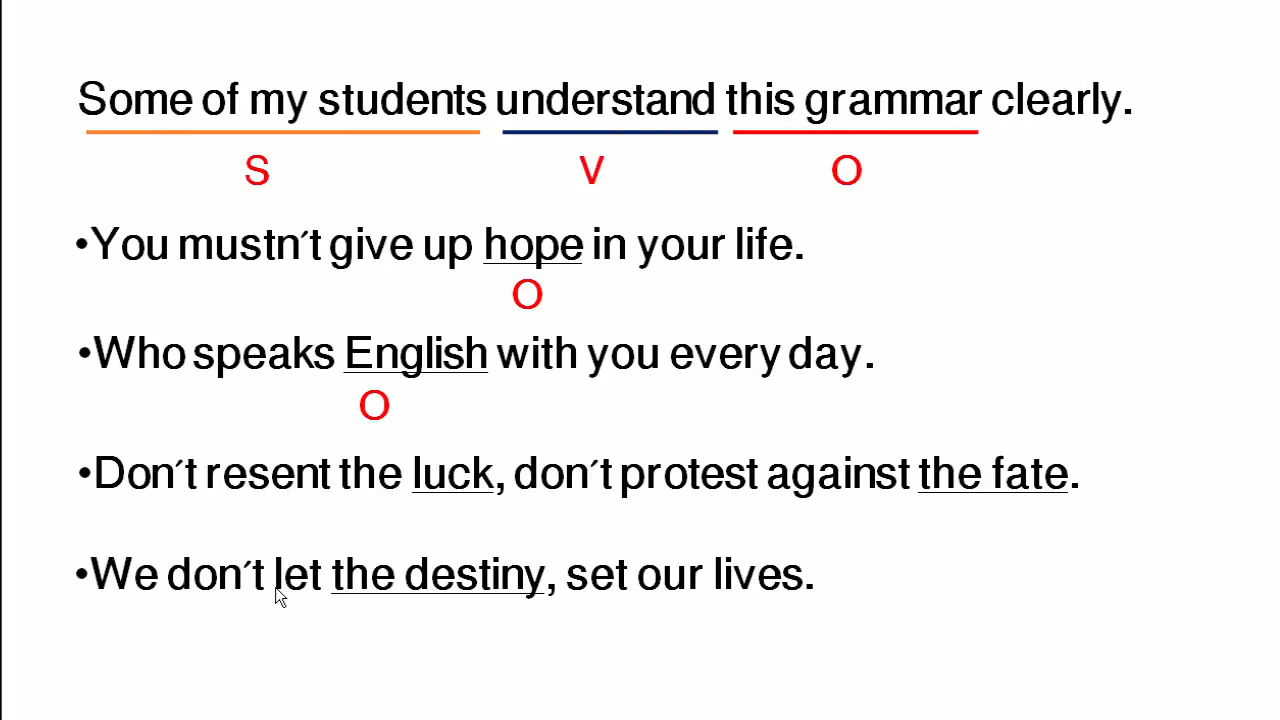 Some of my students understand this grammar clearly.
S V O
•You mustn´t give up hope in your life.
O
•Who speaks English with you every day.
O
•Don´t resent the luck, don´t protest against the fate.
•We don´t let the destiny, set our lives.